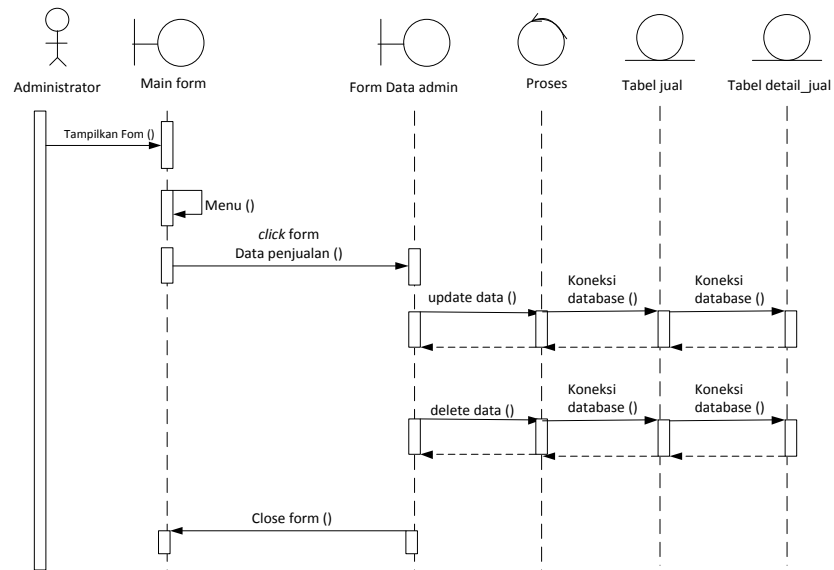 Administrator
Main form
Form Data admin
Proses
Tabel jual
Tabel detail_jual
Tampilkan Fom ()
Menu ()
click form
Data penjualan ()
update data ()
Koneksi
database ()
Koneksi
database ()
delete data ()
Koneksi
database ()
Koneksi
database ()
Close form ()